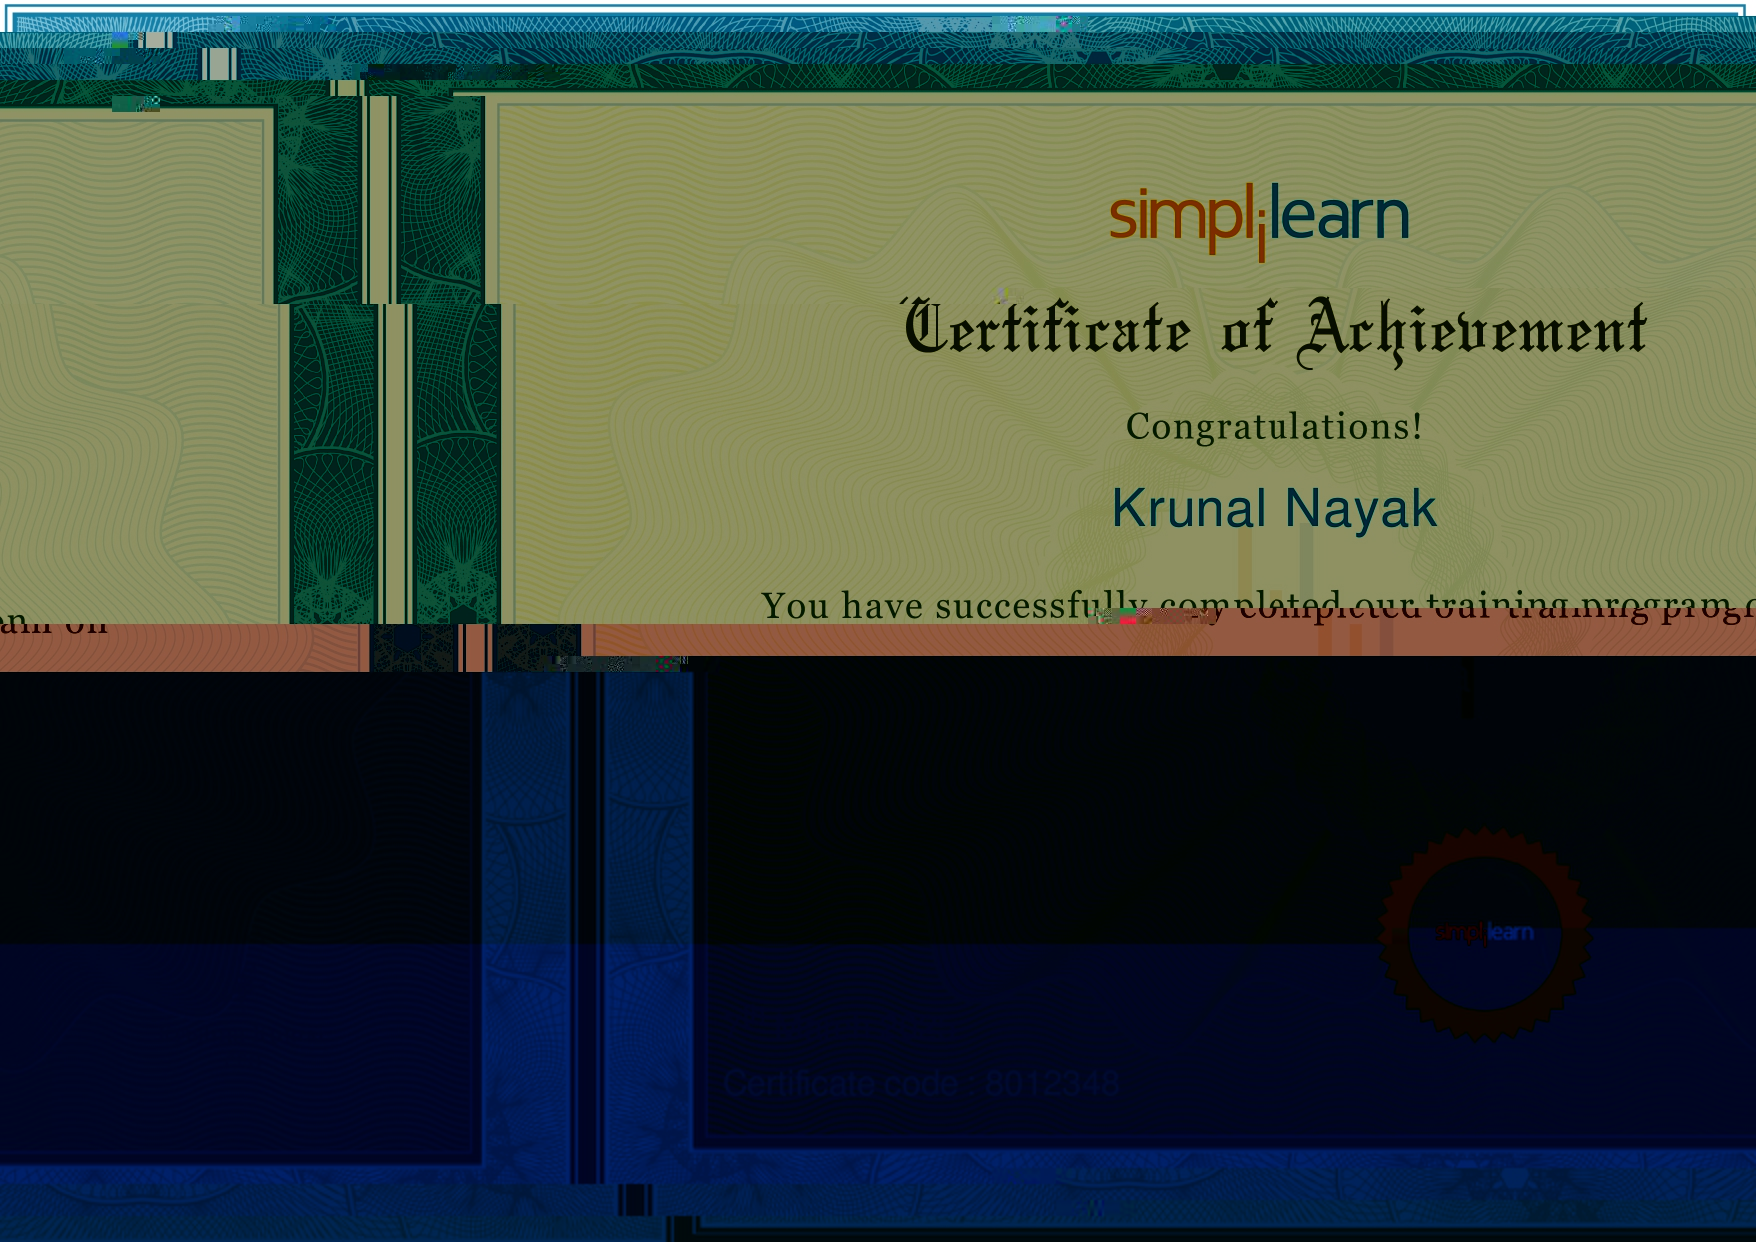 simplilearn
Certificate of Achievement
Congratulations!
Krunal Nayak
You have successfully completed our training program
simplilearn
Certificate code : 8012348